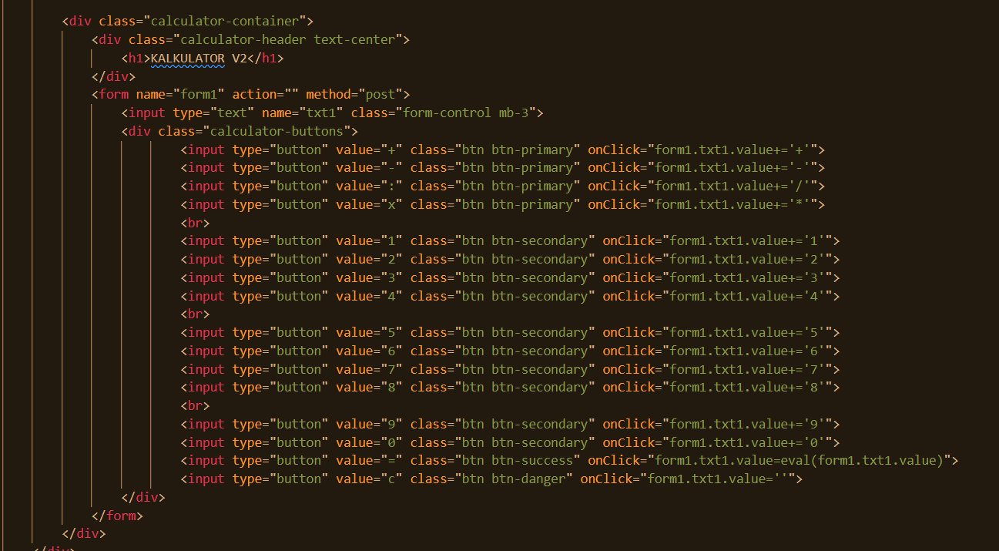 <div class="calculator-container">
<div class="calculator-header text-center">
<h1>KALKULATOR V2</h1>
</div>
<form name="form1" action="" method="post">
<input type="text" name="txt1" class="form-control mb-3">
<div class="calculator-buttons">
<input type="button" value="+" class="btn btn-primary" onClick="form1.txt1.value+='+'">
<input type="button" value="-" class="btn btn-primary" onClick="form1.txt1.value+='-'">
<input type="button" value=":" class="btn btn-primary" onClick="form1.txt1.value+='/'">
<input type="button" value="x" class="btn btn-primary" onClick="form1.txt1.value+='*'">
<br>
<input type="button" value="1" class="btn btn-secondary" onClick="form1.txt1.value+='1'">
<input type="button" value="2" class="btn btn-secondary" onClick="form1.txt1.value+='2'">
<input type="button" value="3" class="btn btn-secondary" onClick="form1.txt1.value+='3'">
<input type="button" value="4" class="btn btn-secondary" onClick="form1.txt1.value+='4'">
<br>
<input type="button" value="5" class="btn btn-secondary" onClick="form1.txt1.value+='5'">
<input type="button" value="6" class="btn btn-secondary" onClick="form1.txt1.value+='6'">
<input type="button" value="7" class="btn btn-secondary" onClick="form1.txt1.value+='7'">
<input type="button" value="8" class="btn btn-secondary" onClick="form1.txt1.value+='8'">
<br>
<input type="button" value="9" class="btn btn-secondary" onClick="form1.txt1.value+='9'">
<input type="button" value="0" class="btn btn-secondary" onClick="form1.txt1.value+='0'">
<input type="button" value="=" class="btn btn-success" onClick="form1.txt1.value=eval(form1.txt1.value)">
<input type="button" value="c" class="btn btn-danger" onClick="form1.txt1.value=''">
</div>
</form>
</div>
</div>